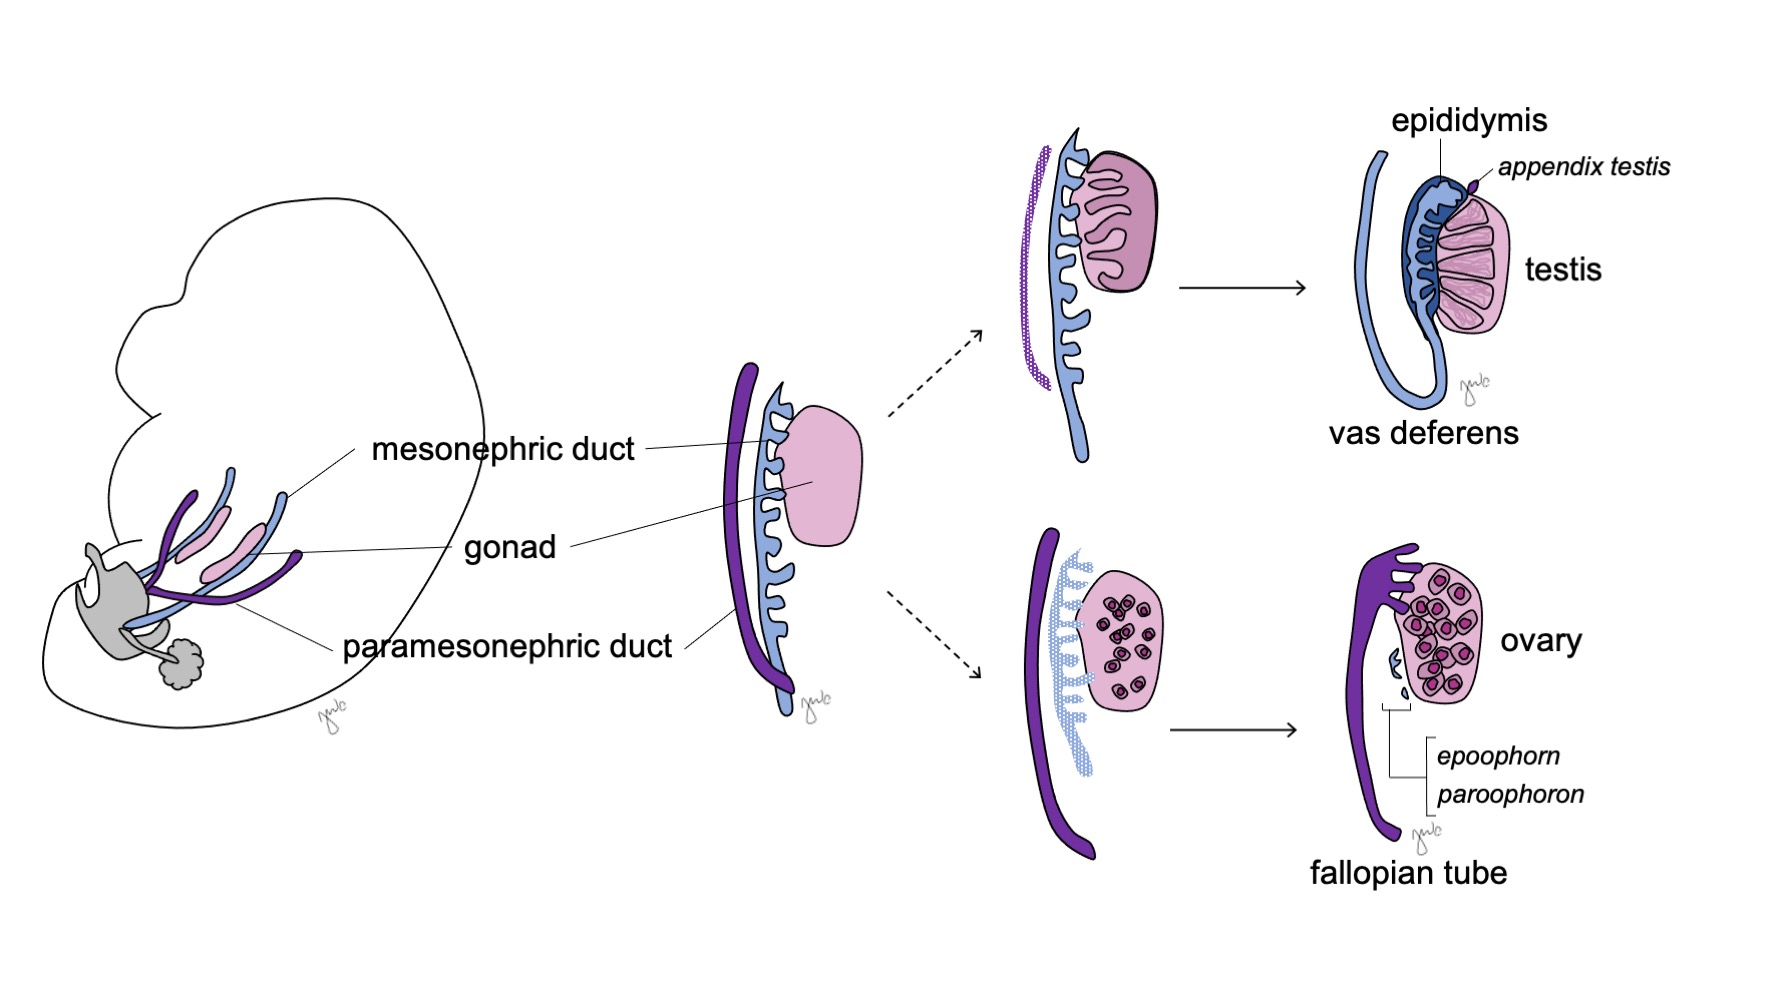 mesonephric duct
gonad
paramesonephric duct
epididymis
appendix testis
testis
vas deferens
ovary
epoophorn
paroophoron
fallopian tube